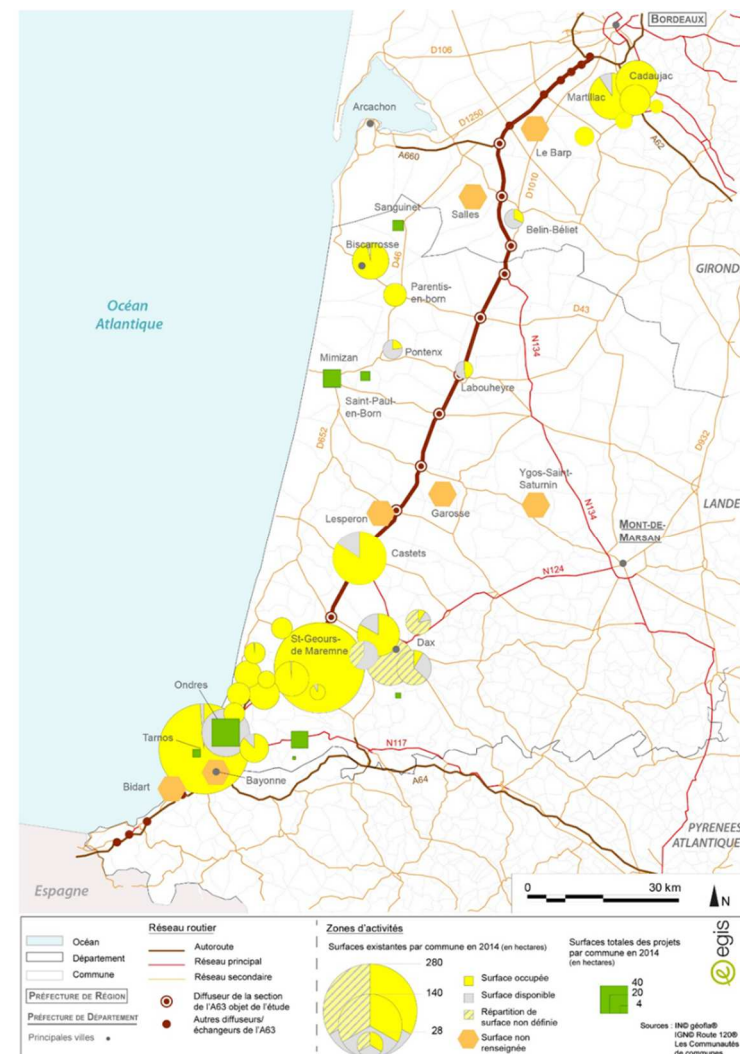 BORDEAUX
D106
Cadaujac
Martillac
Arcachon
D1250
A660
Le Barp
A62
D1010
Salles
Sanguinet
Belin-Béliet
Biscarrosse
D46
GIROND
Océan
Atlantique
Parentis-
en-born
D43
N134
Pontenx
Mimizan
Labouheyre
Saint-Paul-
en-Born
D652
D932
Ygos-Saint-
Saturnin
LANDE
Lesperon
Garosse
N134
MONT-DE-
MARSAN
Castets
N124
St-Geours-
de Maremne
Dax
Ondres
Tarnos
N117
Bayonne
Bidart
A64
PYRENEES
ATLANTIQUE
Espagne
0 30 km
N
Océan
Département
Commune
PRÉFECTURE DE RÉGION
PRÉFECTURE DE DÉPARTEMENT
Principales villes
Réseau routier
Autoroute
Réseau principal
Réseau secondaire
Diffuseur de la section
de l'A63 objet de l'étude
Autres diffuseurs/
échangeurs de l'A63
Zones d'activités
Surfaces existantes par commune en 2014 (en hectares)
280
140
28
Surface occupée
Surface disponible
Répartition de
surface non définie
Surface non
renseignée
Surfaces totales des projets
par commune en 2014
(en hectares)
40
20
4
egis
Sources : IN© géofla®
IGN© Route 120®
Les Communautés
de communes